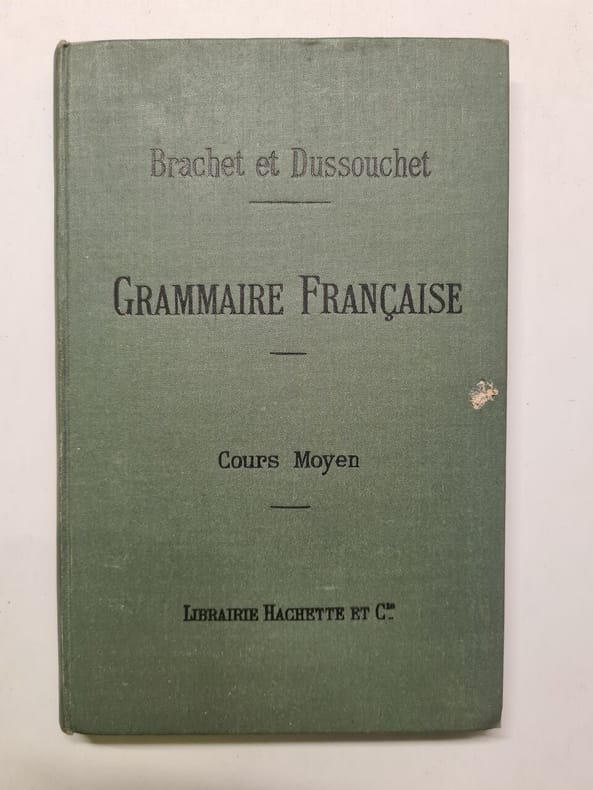 Brachet et Dussouchet
GRAMMAIRE FRANÇAISE
Cours Moyen
LIBRAIRIE HACHETTE ET Cie